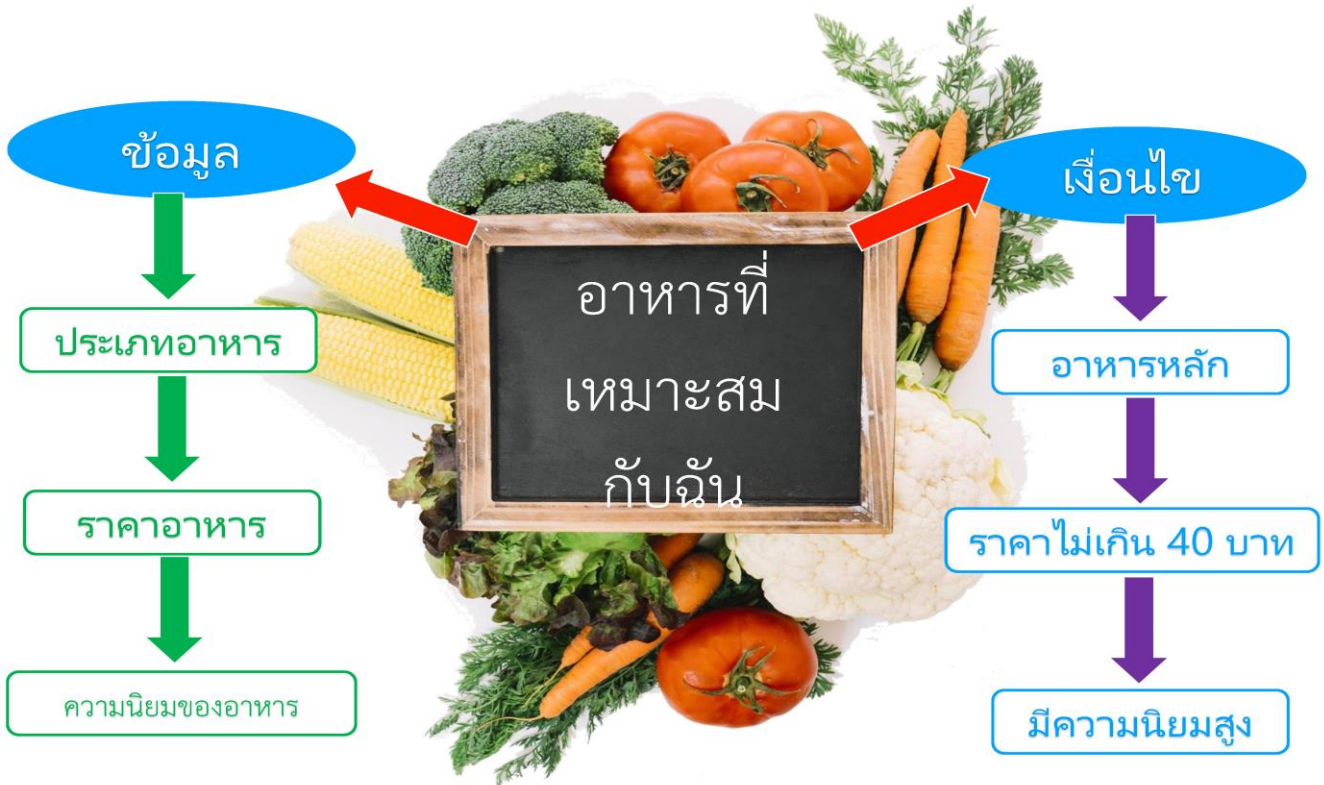 ข้อมูล
เงื่อนไข
อาหารที่
เหมาะสม
กับฉัน
ประเภทอาหาร
อาหารหลัก
ราคาอาหาร
ราคาไม่เกิน 40 บาท
ความนิยมของอาหาร
มีความนิยมสูง